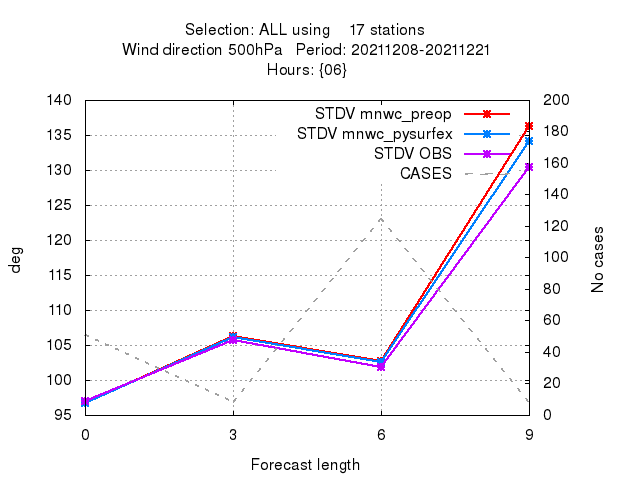 Selection: ALL using    17 stations
Wind direction 500hPa   Period: 20211208-20211221
Hours: {06}
140
135
130
125
120
115
110
105
100
95
200
180
160
140
120
100
80
60
40
20
0
STDV mnwc_preop
STDV mnwc_pysurfex
STDV OBS
CASES
deg
No cases
0
3
6
9
Forecast length